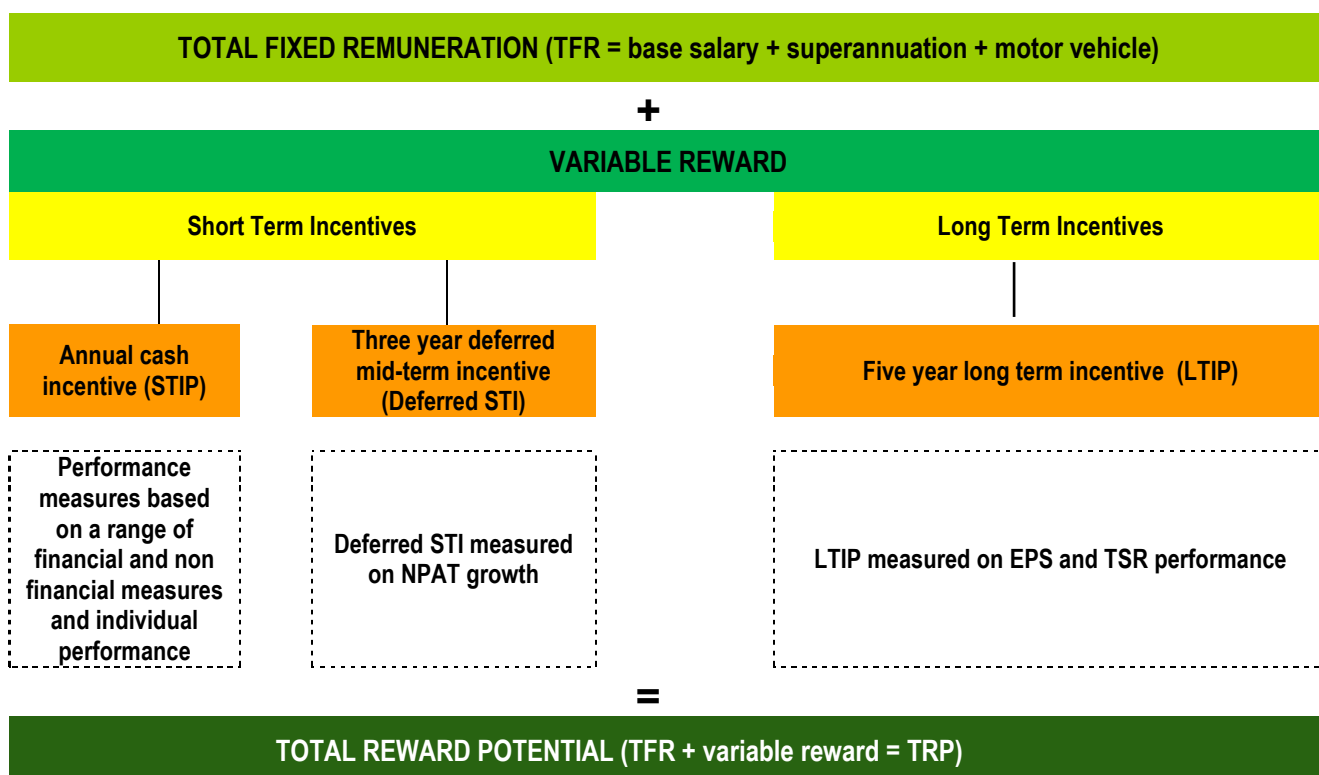 TOTAL FIXED REMUNERATION (TFR = base salary + superannuation + motor vehicle)
+
VARIABLE REWARD
Short Term Incentives
Long Term Incentives
Annual cash
incentive (STIP)
Three year deferred
mid-term incentive
(Deferred STI)
Five year long term incentive (LTIP)
Performance
measures based
on a range of
financial and non
financial measures
and individual
performance
Deferred STI measured
on NPAT growth
LTIP measured on EPS and TSR performance
=
TOTAL REWARD POTENTIAL (TFR + variable reward = TRP)